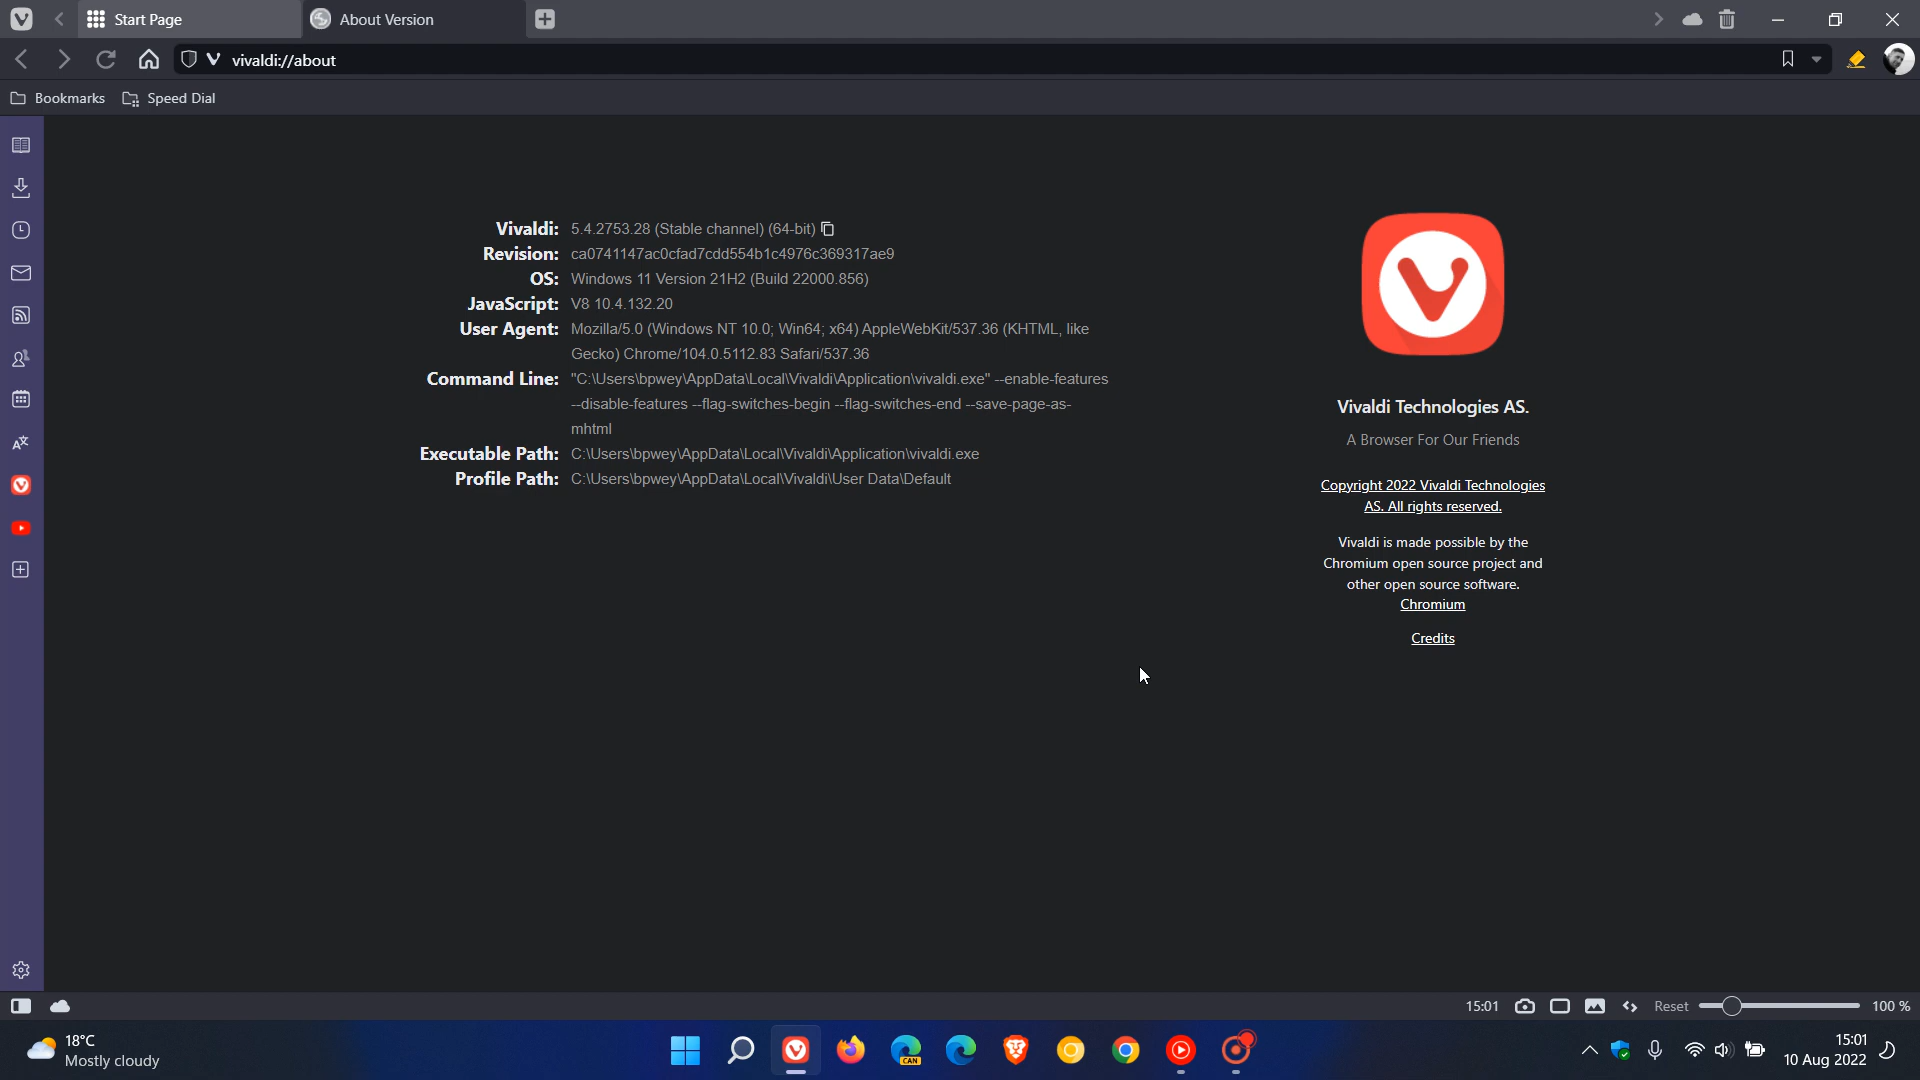 Start Page
About Version
vivaldi://about
Bookmarks
Speed Dial
Vivaldi: 5.4.2753.28 (Stable channel) (64-bit)
Revision: ca0741147ac0cfad7cdd554b1c4976c369317ae9
OS: Windows 11 Version 21H2 (Build 22000.856)
JavaScript: V8 10.4.132.20
User Agent: Mozilla/5.0 (Windows NT 10.0; Win64; x64) AppleWebKit/537.36 (KHTML, like
Gecko) Chrome/104.0.5112.83 Safari/537.36
Command Line: "C:\Users\bpwey\AppData\Local\Vivaldi\Application\vivaldi.exe" --enable-features
--disable-features --flag-switches-begin --flag-switches-end --save-page-as-
mhtml
Executable Path: C:\Users\bpwey\AppData\Local\Vivaldi\Application\vivaldi.exe
Profile Path: C:\Users\bpwey\AppData\Local\Vivaldi\User Data\Default
Vivaldi Technologies AS.
A Browser For Our Friends
Copyright 2022 Vivaldi Technologies
AS. All rights reserved.
Vivaldi is made possible by the
Chromium open source project and
other open source software.
Chromium
Credits
15:01
Reset
100 %
18°C
Mostly cloudy
CAN
15:01
10 Aug 2022